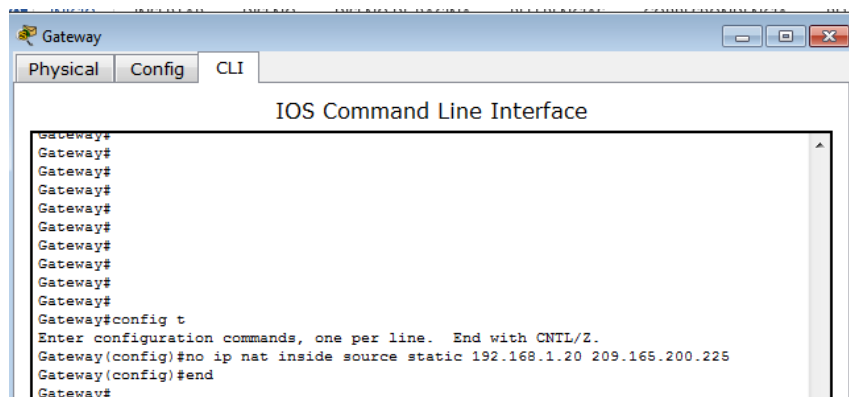 Gateway
Physical Config CLI
IOS Command Line Interface
Gateway#
Gateway#
Gateway#
Gateway#
Gateway#
Gateway#
Gateway#
Gateway#
Gateway#
Gateway#
Gateway#config t
Enter configuration commands, one per line.  End with CNTL/Z.
Gateway(config)#no ip nat inside source static 192.168.1.20 209.165.200.225
Gateway(config)#end
Gateway#